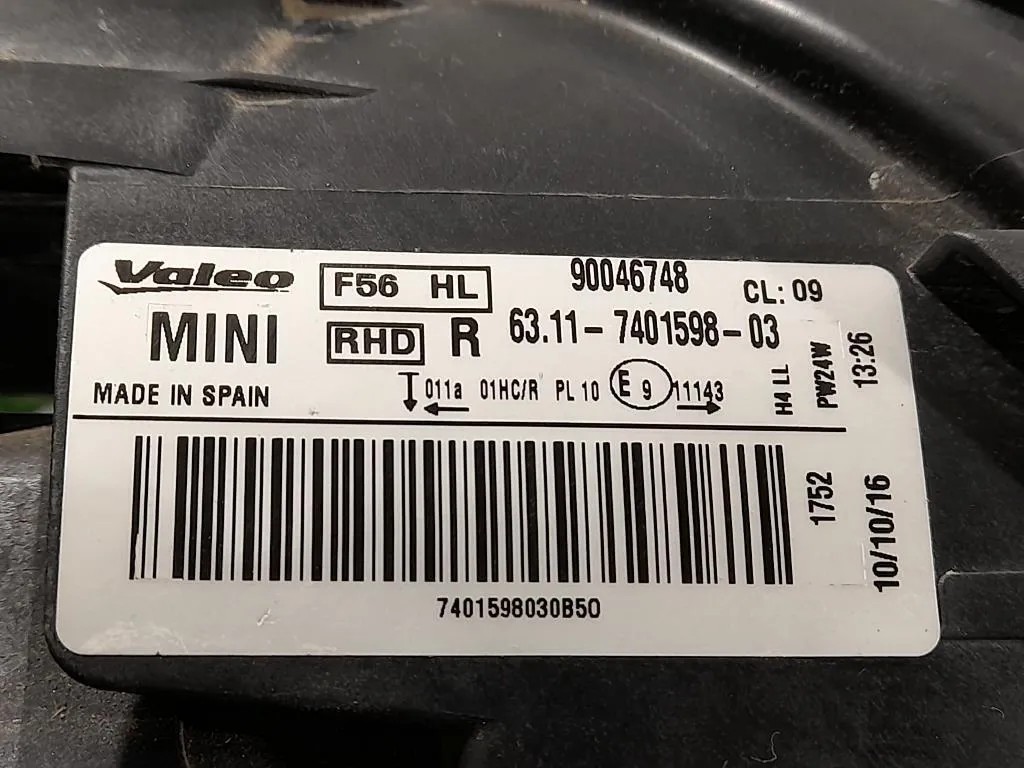 Valeo F56 HL 90046748 CL: 09
MINI RHD R 63.11-7401598-03
MADE IN SPAIN 011a 01HC/R PL 10 E 9 11143
H4 LL
PW24W
13:26
1752
10/10/16
7401598030B50